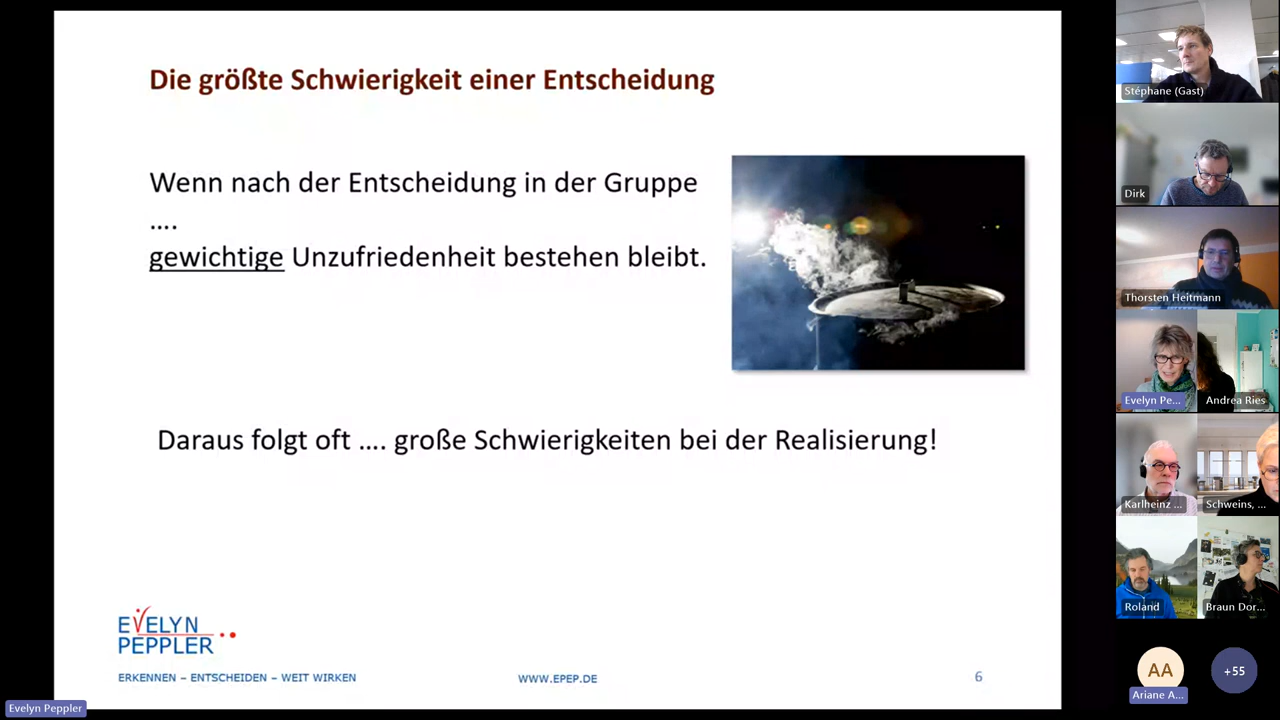 Die größte Schwierigkeit einer Entscheidung
Wenn nach der Entscheidung in der Gruppe
….
gewichtige Unzufriedenheit bestehen bleibt.
Daraus folgt oft …. große Schwierigkeiten bei der Realisierung!
EVELYN
PEPPLER
ERKENNEN – ENTSCHEIDEN – WEIT WIRKEN
WWW.EPEP.DE
6
Evelyn Peppler
Stéphane (Gast)
Dirk
Thorsten Heitmann
Evelyn Pe...
Andrea Ries
Karlheinz ...
Schweins, ...
Roland
Braun Dor...
AA
Ariane A...
+55